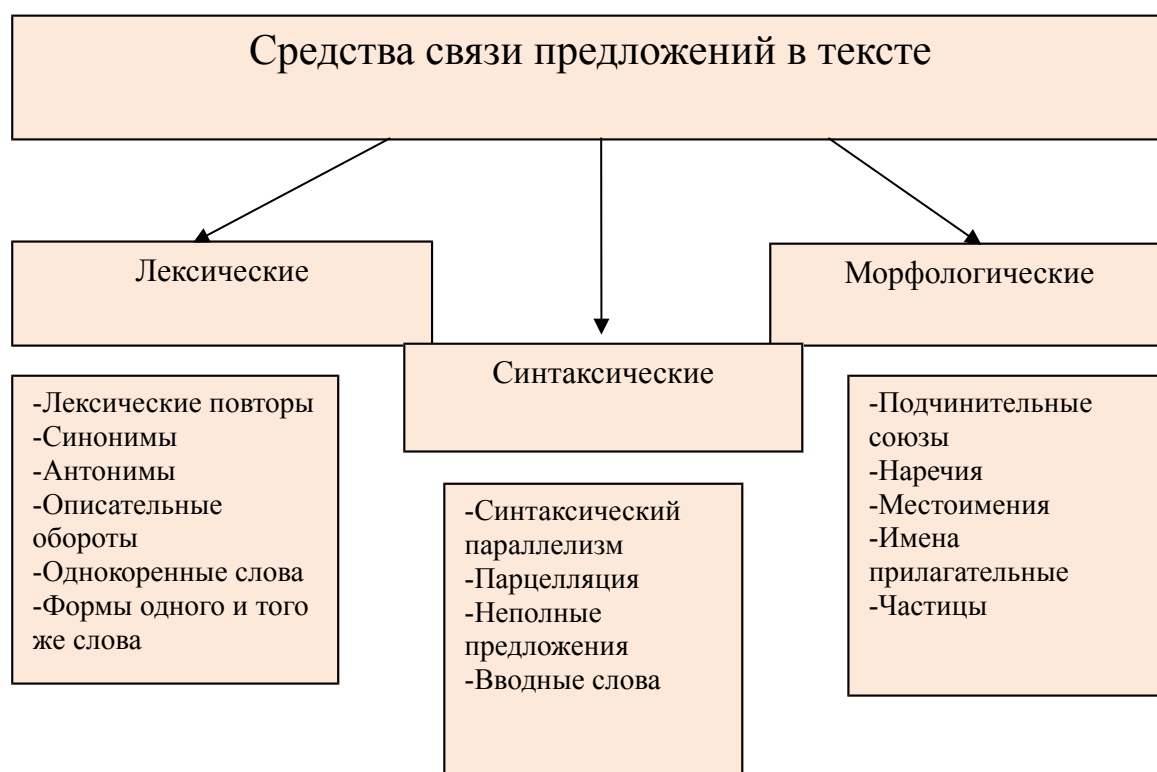 Средства связи предложений в тексте
Лексические
Синтаксические
Морфологические
-Лексические повторы
-Синонимы
-Антонимы
-Описательные
обороты
-Однокоренные слова
-Формы одного и того
же слова
-Синтаксический
параллелизм
-Парцелляция
-Неполные
предложения
-Вводные слова
-Подчинительные
союзы
-Наречия
-Местоимения
-Имена
прилагательные
-Частицы